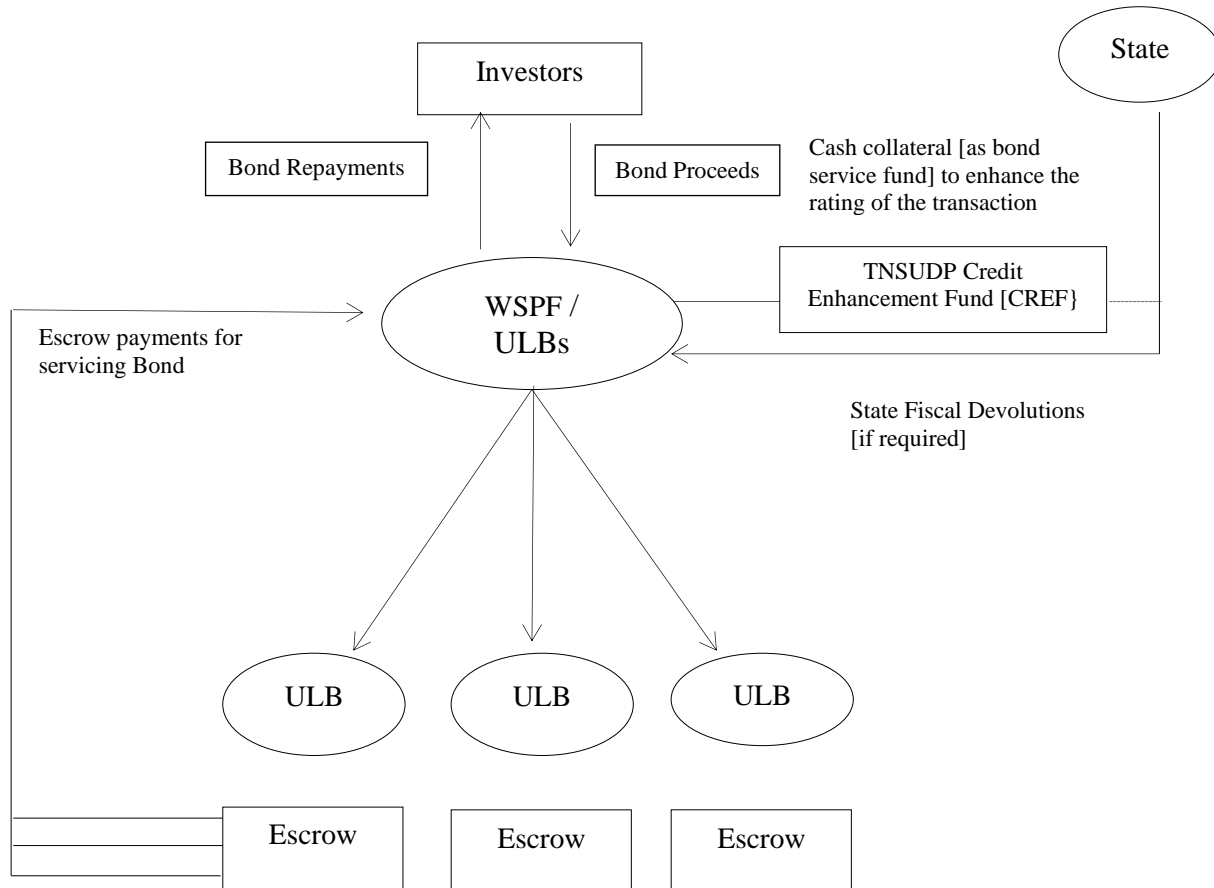 State
Investors
Bond Repayments
Bond Proceeds
Cash collateral [as bond
service fund] to enhance the
rating of the transaction
TNSUDP Credit
Enhancement Fund [CREF}
WSPF /
ULBs
Escrow payments for
servicing Bond
State Fiscal Devolutions
[if required]
ULB
ULB
ULB
Escrow
Escrow
Escrow